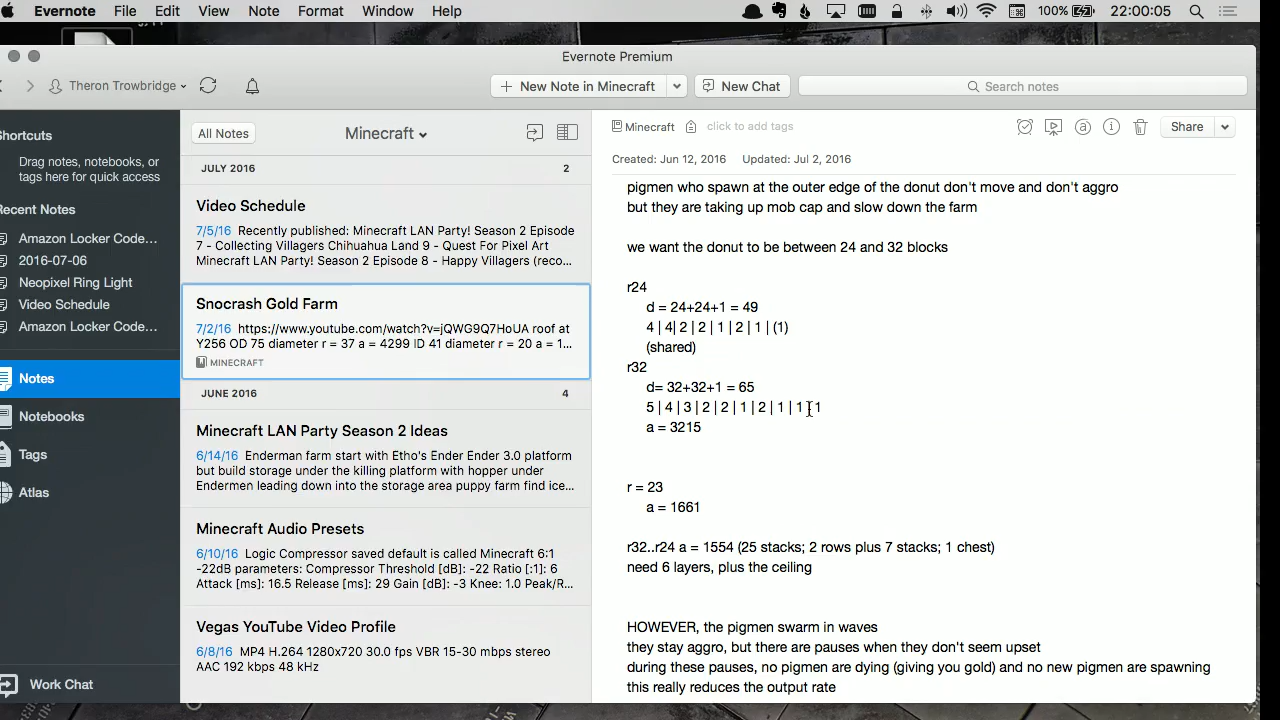 Evernote File Edit View Note Format Window Help 100% 22:00:05
Evernote Premium
Theron Trowbridge
New Note in Minecraft
New Chat
Search notes
Shortcuts
Drag notes, notebooks, or
tags here for quick access
Recent Notes
Amazon Locker Code...
2016-07-06
Neopixel Ring Light
Video Schedule
Amazon Locker Code...
Notes
Notebooks
Tags
Atlas
Work Chat
All Notes
Minecraft
JULY 2016 2
Video Schedule
7/5/16 Recently published: Minecraft LAN Party! Season 2 Episode
7 - Collecting Villagers Chihuahua Land 9 - Quest For Pixel Art
Minecraft LAN Party! Season 2 Episode 8 - Happy Villagers (reco...
Snocrash Gold Farm
7/2/16 https://www.youtube.com/watch?v=jQWG9Q7HoUA roof at
Y256 OD 75 diameter r = 37 a = 4299 ID 41 diameter r = 20 a = 1...
MINECRAFT
JUNE 2016 4
Minecraft LAN Party Season 2 Ideas
6/14/16 Enderman farm start with Etho's Ender Ender 3.0 platform
but build storage under the killing platform with hopper under
Endermen leading down into the storage area puppy farm find ice...
Minecraft Audio Presets
6/10/16 Logic Compressor saved default is called Minecraft 6:1
-22dB parameters: Compressor Threshold [dB]: -22 Ratio [:1]: 6
Attack [ms]: 16.5 Release [ms]: 29 Gain [dB]: -3 Knee: 1.0 Peak/R...
Vegas YouTube Video Profile
6/8/16 MP4 H.264 1280x720 30.0 fps VBR 15-30 mbps stereo
AAC 192 kbps 48 kHz
Minecraft click to add tags
Share
Created: Jun 12, 2016 Updated: Jul 2, 2016
pigmen who spawn at the outer edge of the donut don't move and don't aggro
but they are taking up mob cap and slow down the farm
we want the donut to be between 24 and 32 blocks
r24
d = 24+24+1 = 49
4 | 4| 2 | 2 | 1 | 2 | 1 | (1)
(shared)
r32
d= 32+32+1 = 65
5 | 4 | 3 | 2 | 2 | 1 | 2 | 1 | 1 | 1
a = 3215
r = 23
a = 1661
r32..r24 a = 1554 (25 stacks; 2 rows plus 7 stacks; 1 chest)
need 6 layers, plus the ceiling
HOWEVER, the pigmen swarm in waves
they stay aggro, but there are pauses when they don't seem upset
during these pauses, no pigmen are dying (giving you gold) and no new pigmen are spawning
this really reduces the output rate